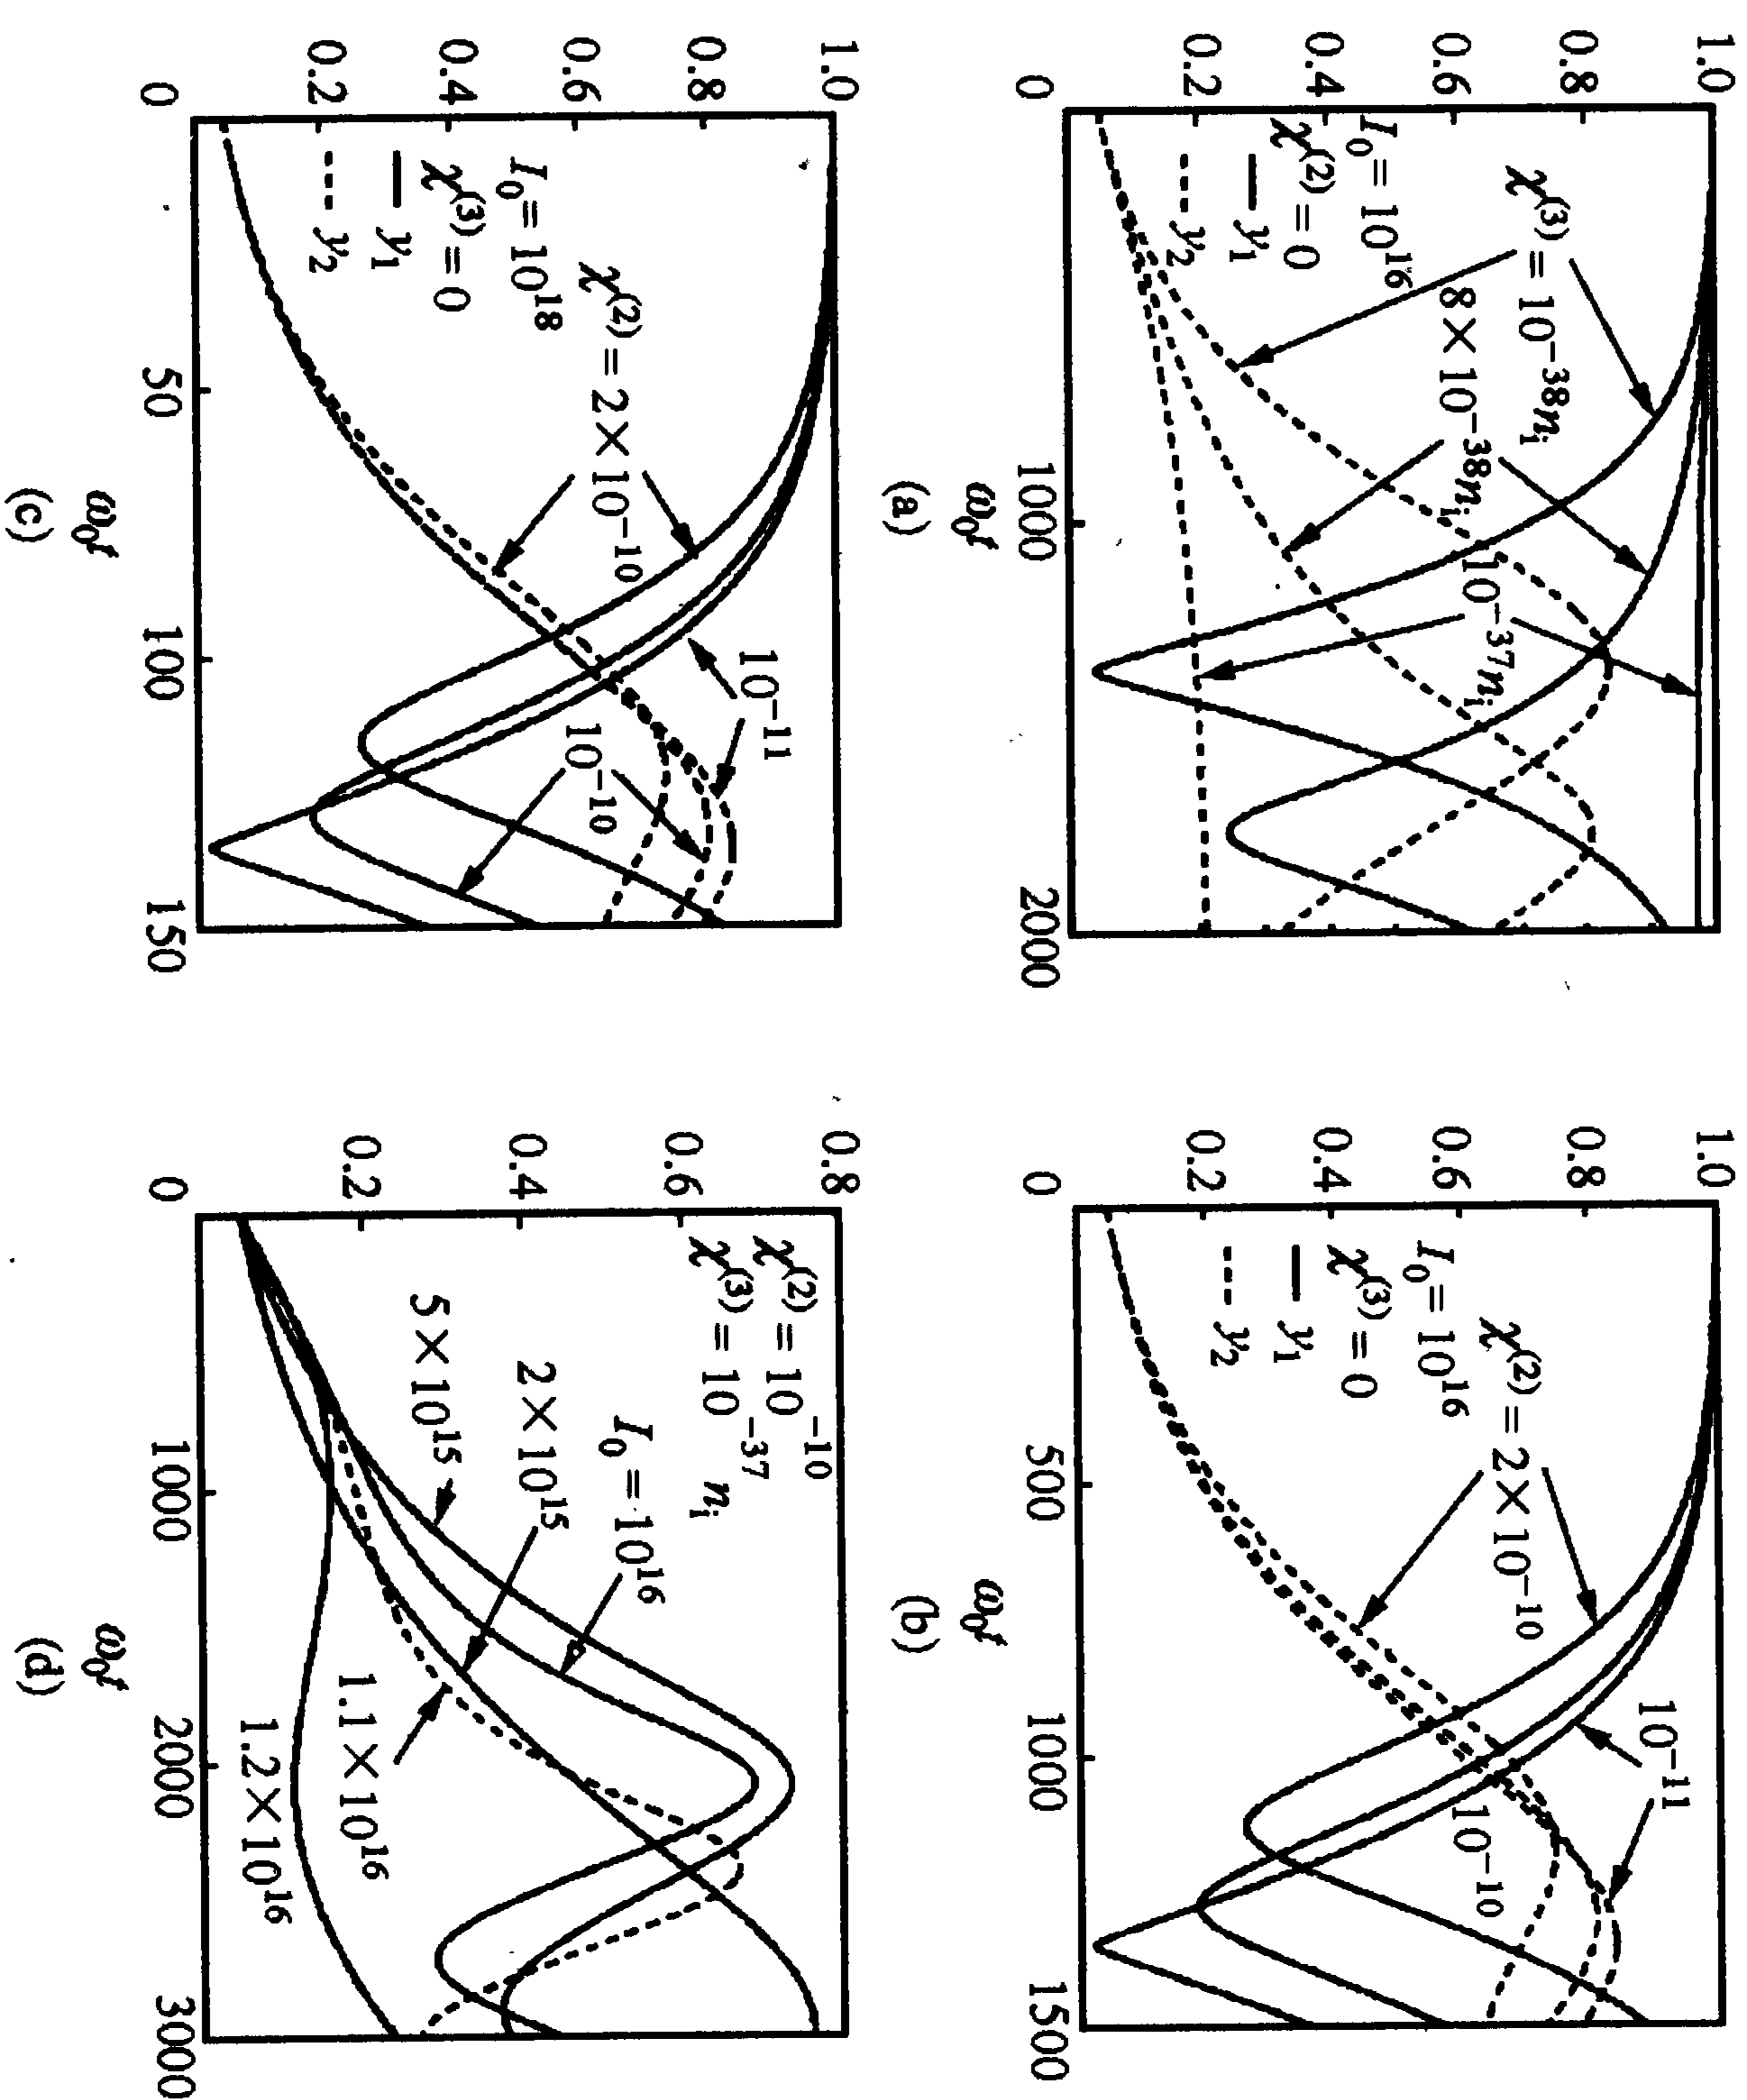 1.0
0.8
0.6
0.4
0.2
0
1000
2000
χ(3) = 10−38ni
8×10−38ni
10−37ni
I0 = 1016
χ(2) = 0
— y1
--- y2
ω0t
(a)
1.0
0.8
0.6
0.4
0.2
0
500
1000
1500
χ(2) = 2×10−10
10−11
10−10
I0 = 1016
χ(3) = 0
— y1
--- y2
ω0t
(b)
1.0
0.8
0.6
0.4
0.2
0
50
100
150
χ(2) = 2×10−10
10−11
10−10
I0 = 1018
χ(3) = 0
— y1
--- y2
ω0t
(c)
0.8
0.6
0.4
0.2
0
1000
2000
3000
χ(2) = 10−10
χ(3) = 10−37 ni
I0 = 1016
2×1015
5×1015
1.1×1016
1.2×1016
ω0t
(d)